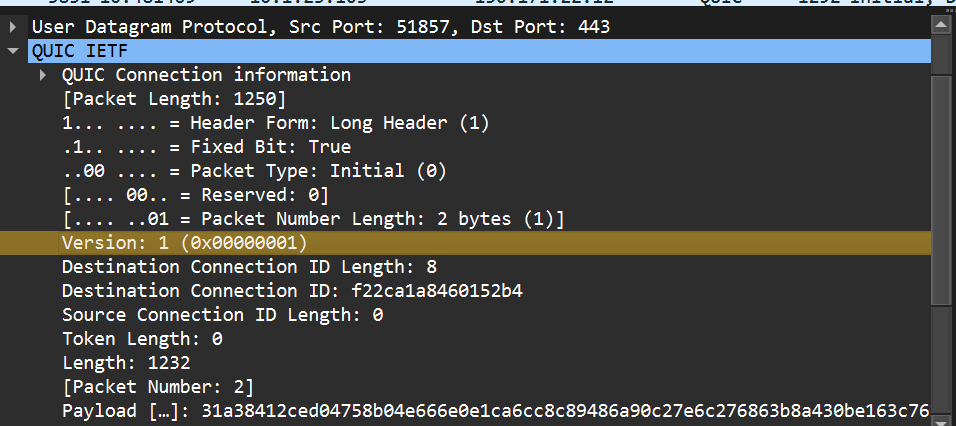 User Datagram Protocol, Src Port: 51857, Dst Port: 443
QUIC IETF
QUIC Connection information
[Packet Length: 1250]
1... .... = Header Form: Long Header (1)
.1.. .... = Fixed Bit: True
..00 .... = Packet Type: Initial (0)
[.... 00.. = Reserved: 0]
[.... ..01 = Packet Number Length: 2 bytes (1)]
Version: 1 (0x00000001)
Destination Connection ID Length: 8
Destination Connection ID: f22ca1a8460152b4
Source Connection ID Length: 0
Token Length: 0
Length: 1232
[Packet Number: 2]
Payload […]: 31a38412ced04758b04e666e0e1ca6cc8c89486a90c27e6c276863b8a430be163c76